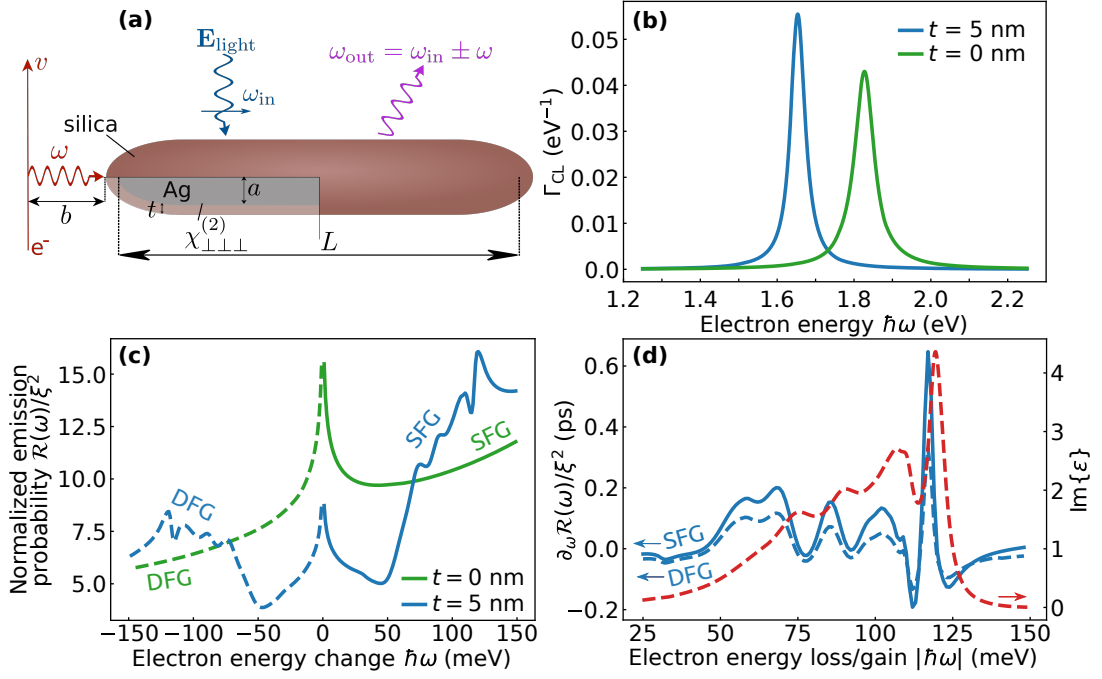 (a)
E_light
ω_out = ω_in ± ω
v
ω_in
silica
ω
Ag
a
b
t
χ^(2)_⊥⊥⊥
L
e⁻
(b)
t = 5 nm
t = 0 nm
Γ_CL (eV⁻¹)
0.05
0.04
0.03
0.02
0.01
0.0
1.2 1.4 1.6 1.8 2.0 2.2
Electron energy ħω (eV)
(c)
Normalized emission
probability R(ω)/ξ²
15.0
12.5
10.0
7.5
5.0
SFG
SFG
DFG
DFG
t = 0 nm
t = 5 nm
−150 −100 −50 0 50 100 150
Electron energy change ħω (meV)
(d)
∂_ω R(ω)/ξ² (ps)
0.6
0.4
0.2
0.0
−0.2
SFG
DFG
4
3
2
1
0
Im{ε}
25 50 75 100 125 150
Electron energy loss/gain |ħω| (meV)